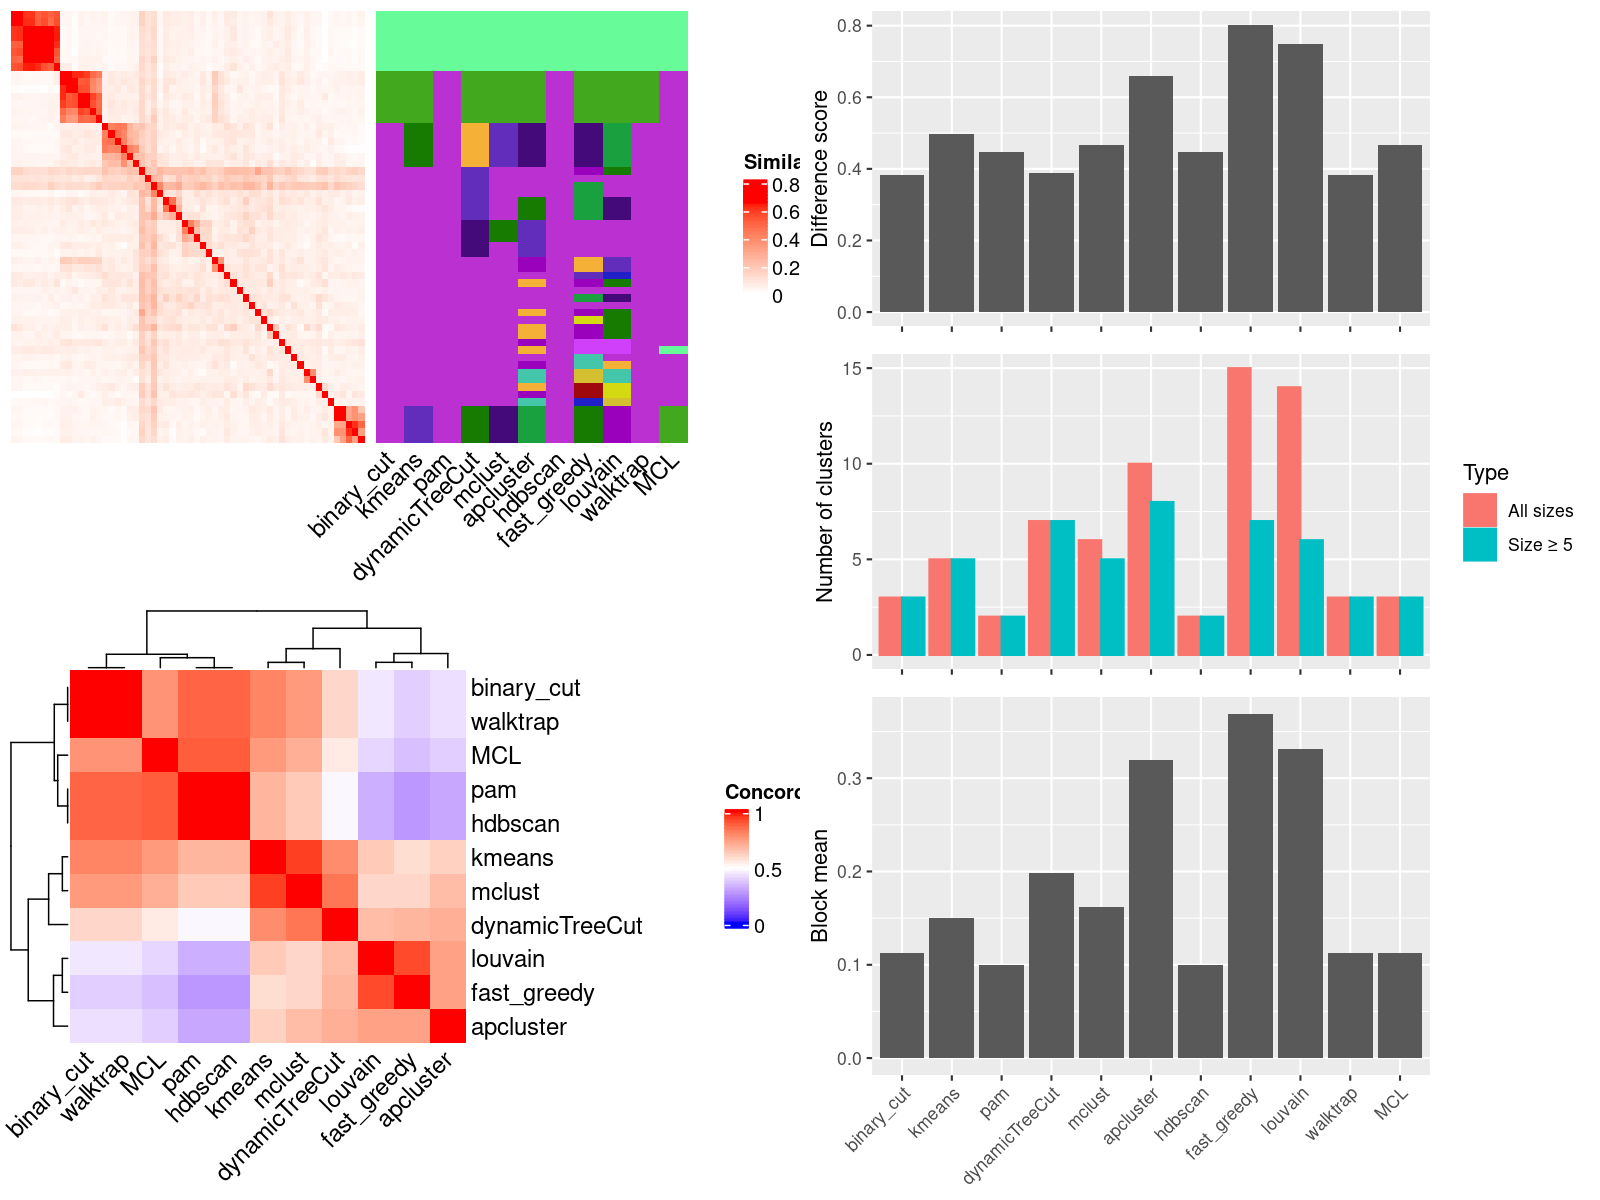 Simila
0.8
0.6
0.4
0.2
0
binary_cut
kmeans
pam
dynamicTreeCut
mclust
apcluster
hdbscan
fast_greedy
louvain
walktrap
MCL
binary_cut
walktrap
MCL
pam
hdbscan
kmeans
mclust
dynamicTreeCut
louvain
fast_greedy
apcluster
Concord
1
0.5
0
binary_cut
walktrap
MCL
pam
hdbscan
kmeans
mclust
dynamicTreeCut
louvain
fast_greedy
apcluster
Difference score
0.8
0.6
0.4
0.2
0.0
Number of clusters
15
10
5
0
Type
All sizes
Size ≥ 5
Block mean
0.3
0.2
0.1
0.0
binary_cut
kmeans
pam
dynamicTreeCut
mclust
apcluster
hdbscan
fast_greedy
louvain
walktrap
MCL